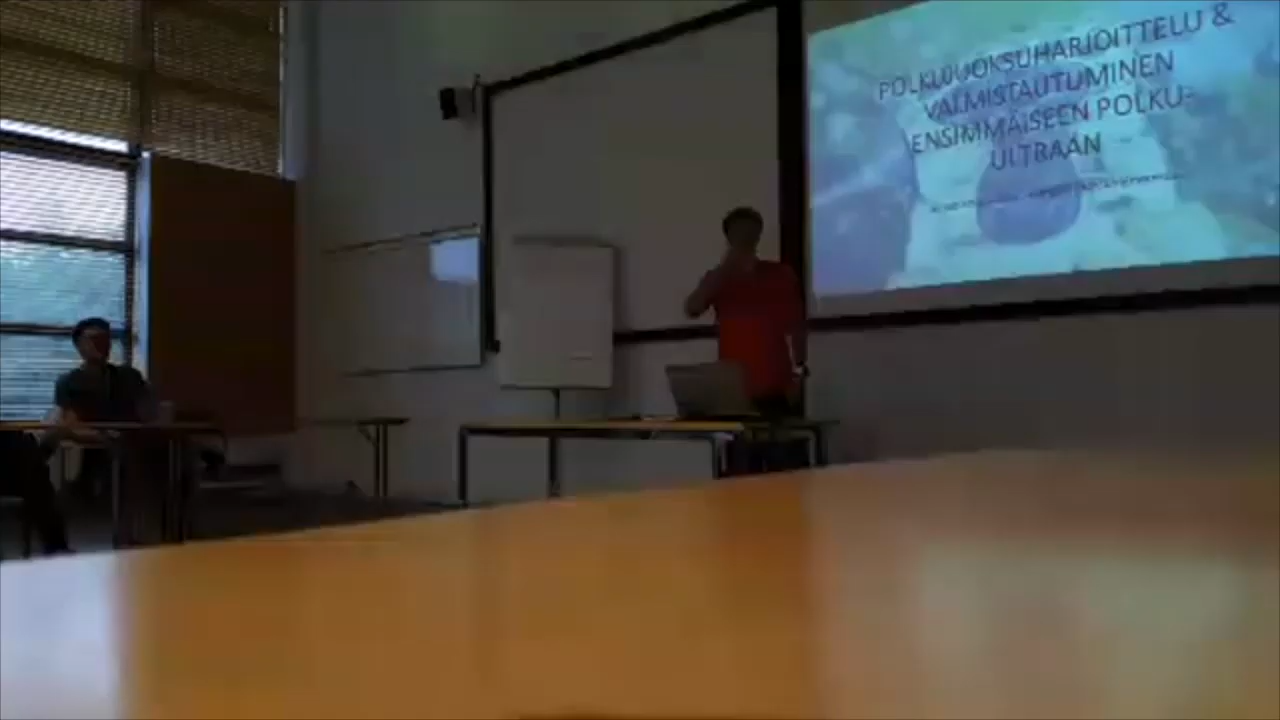 POLKUJUOKSUHARJOITTELU &
VALMISTAUTUMINEN
ENSIMMÄISEEN POLKU-
ULTRAAN